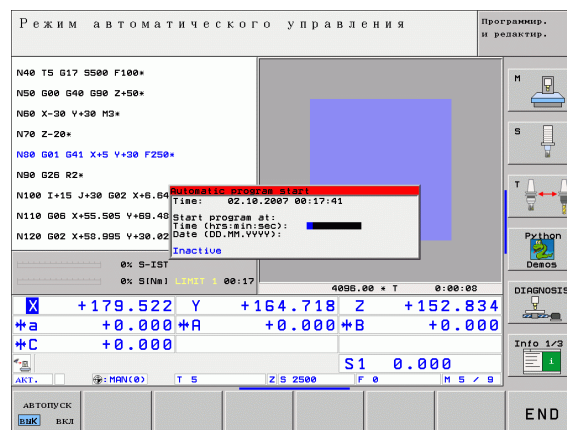 Режим автоматического управления
Программир.
и редактир.
N40 T5 G17 S500 F100*
N50 G00 G40 G90 Z+50*
N60 X-30 Y+30 M3*
N70 Z-20*
N80 G01 G41 X+5 Y+30 F250*
N90 G26 R2*
N100 I+15 J+30 G02 X+6.64
N110 G06 X+55.505 Y+69.48
N120 G02 X+58.995 Y+30.02
Automatic program start
Time: 02.10.2007 00:17:41
Start program at:
Time (hrs:min:sec):
Date (DD.MM.YYYY):
Inactive
0% S-IST
0% S[Nm] LIMIT 1 00:17
4096.00 * T 0:00:08
X +179.522 Y +164.718 Z +152.834
*a +0.000 *A +0.000 *B +0.000
*C +0.000
S1 0.000
АКТ. : MAN(0) T 5 Z S 2500 F 0 M 5 / 9
M
S
T
Python
Demos
DIAGNOSIS
Info 1/3
i
АВТОПУСК
ВЫК ВКЛ
END